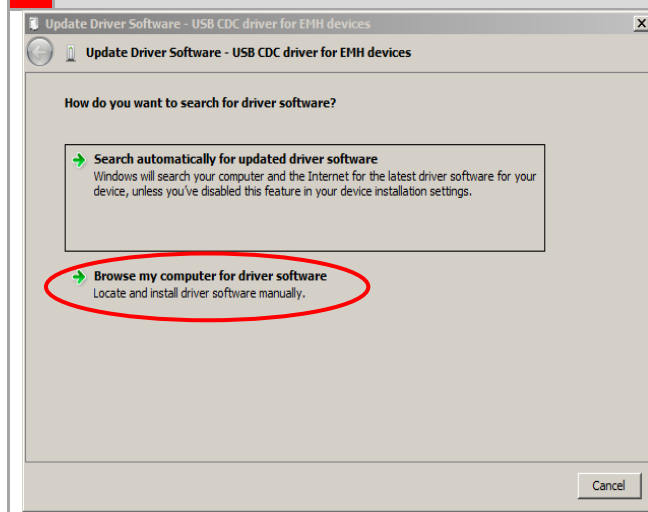 Update Driver Software - USB CDC driver for EMH devices
Update Driver Software - USB CDC driver for EMH devices
How do you want to search for driver software?
Search automatically for updated driver software
Windows will search your computer and the Internet for the latest driver software for your
device, unless you've disabled this feature in your device installation settings.
Browse my computer for driver software
Locate and install driver software manually.
Cancel